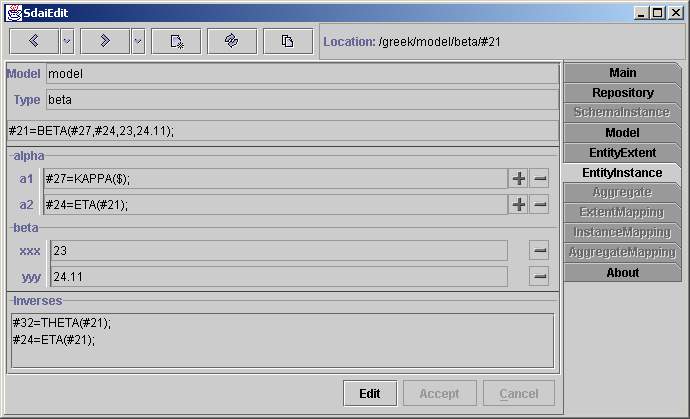 SdaiEdit
Location: /greek/model/beta/#21
Model model
Type beta
#21=BETA(#27,#24,23,24.11);
alpha
a1 #27=KAPPA($);
a2 #24=ETA(#21);
beta
xxx 23
yyy 24.11
Inverses
#32=THETA(#21);
#24=ETA(#21);
Edit Accept Cancel
Main
Repository
SchemaInstance
Model
EntityExtent
EntityInstance
Aggregate
ExtentMapping
InstanceMapping
AggregateMapping
About